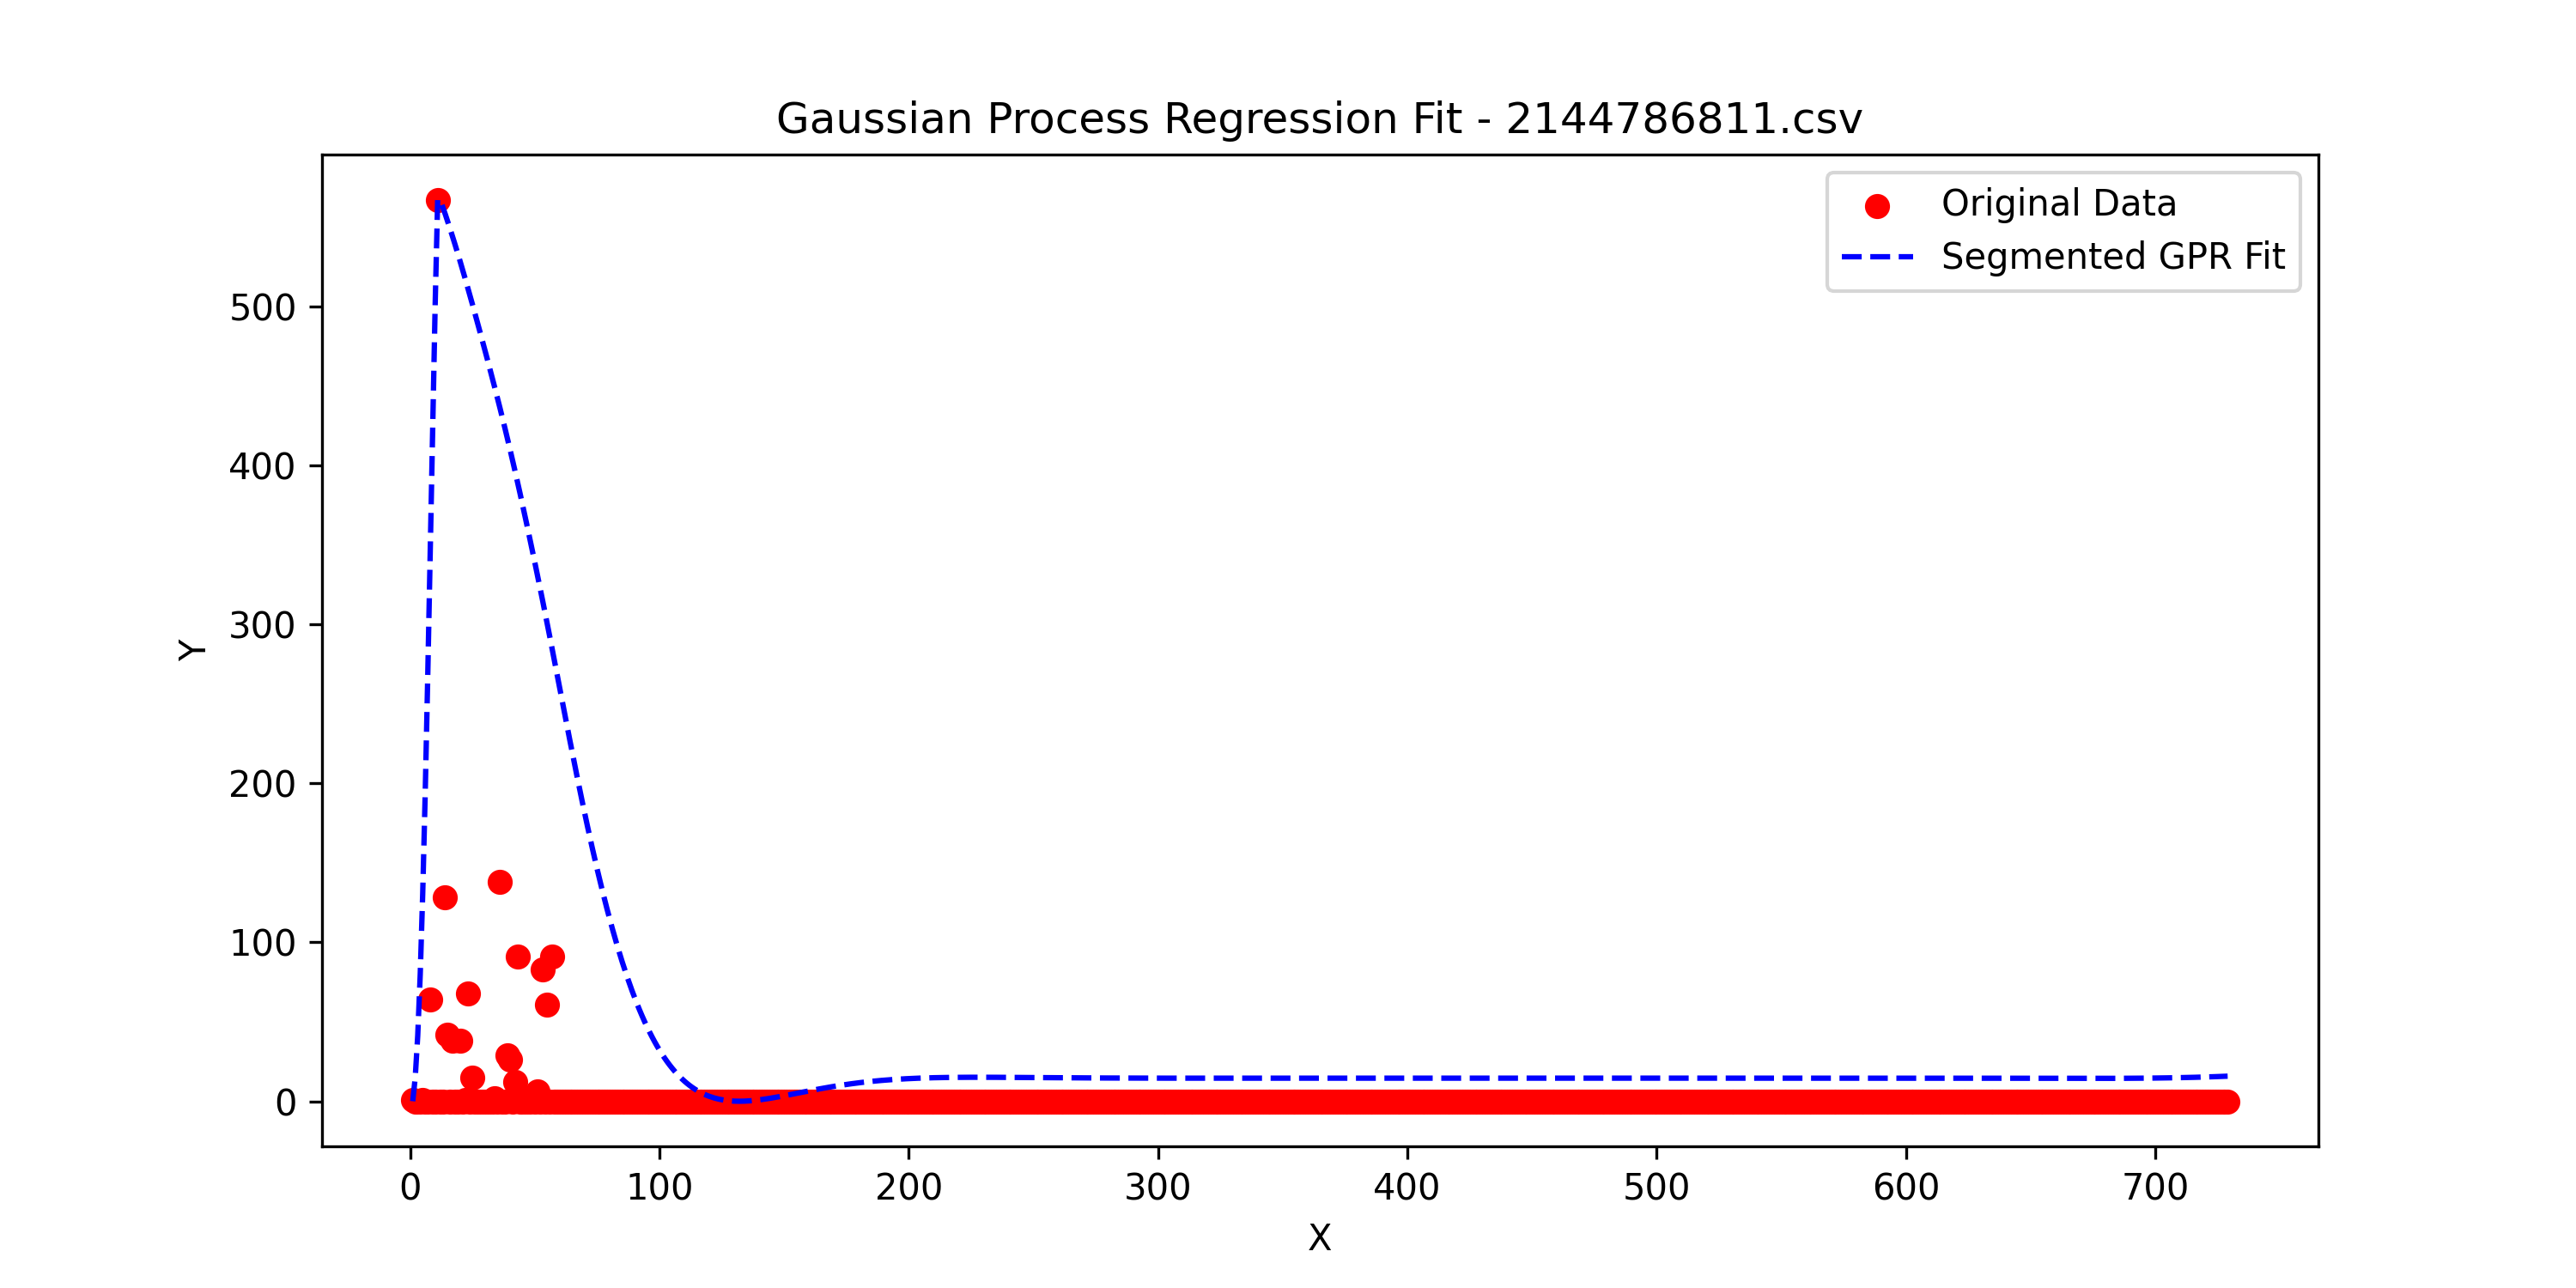 Gaussian Process Regression Fit - 2144786811.csv
Original Data
Segmented GPR Fit
500
400
300
200
100
0
Y
0 100 200 300 400 500 600 700
X